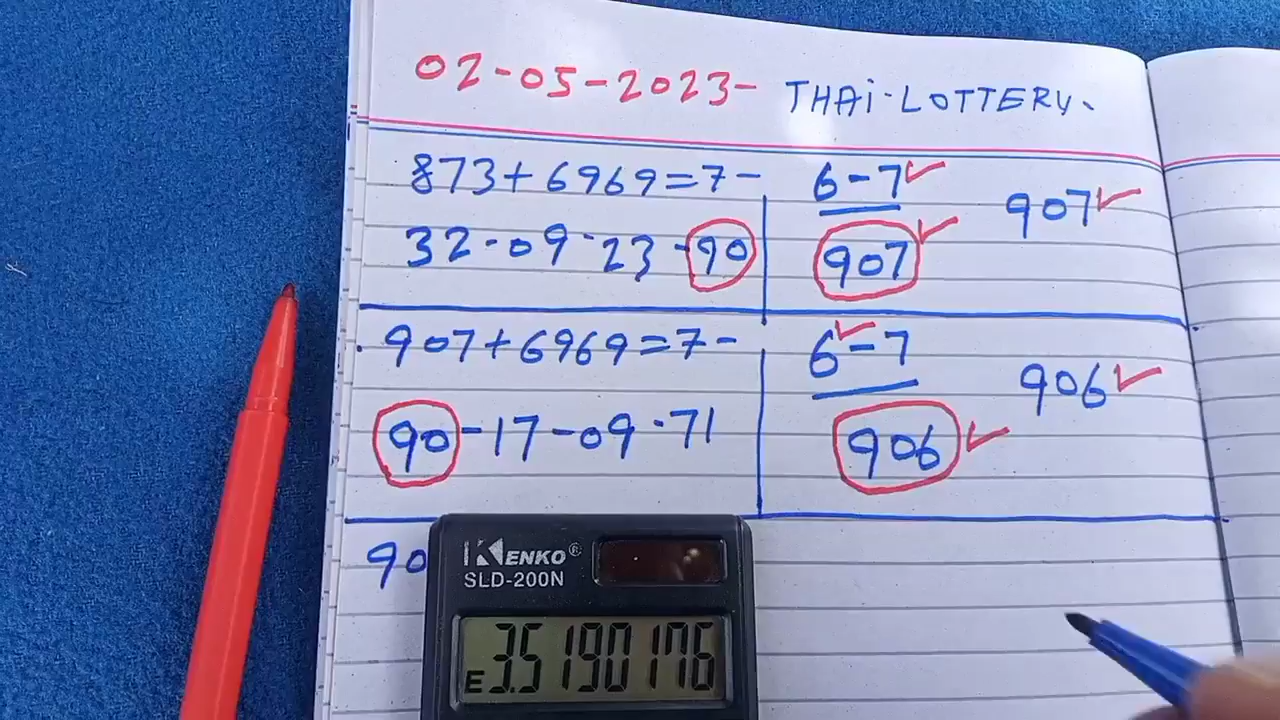 02-05-2023- THAi-LOTTERY-
873+6969=7- 6-7✓ 907✓
32-09-23-90 907✓
907+6969=7- 6✓-7 906✓
90-17-09-71 906✓
90
KENKO®
SLD-200N
E3.5190176